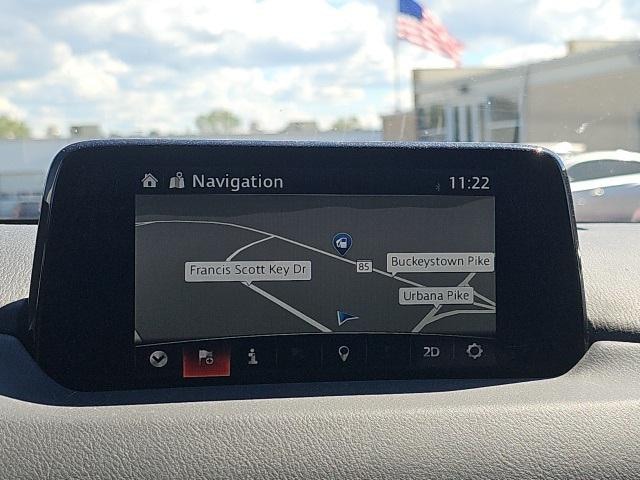 Navigation
11:22
85
Buckeystown Pike
Francis Scott Key Dr
Urbana Pike
2D